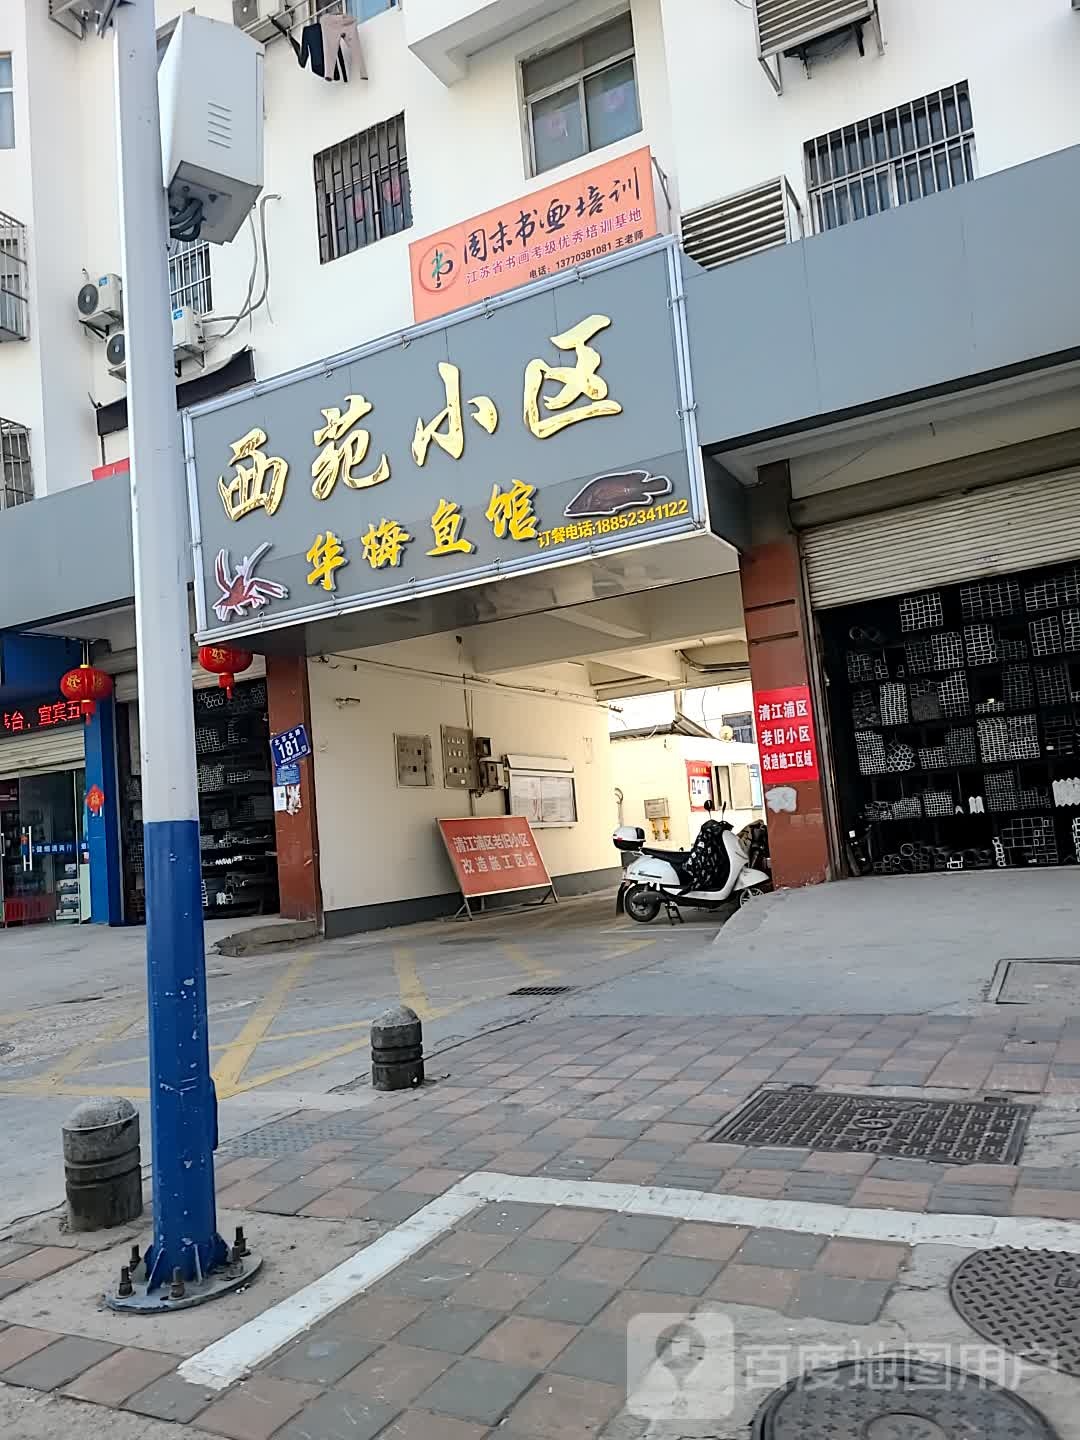 周末书画培训
江苏省书画考级优秀培训基地
电话：13770381081 王老师
西苑小区
华梅鱼馆
订餐电话:18852341122
台，宜宾五
181
清江浦区
老旧小区
改造施工区域
清江浦区老旧小区
改造施工区域
百度地图用户